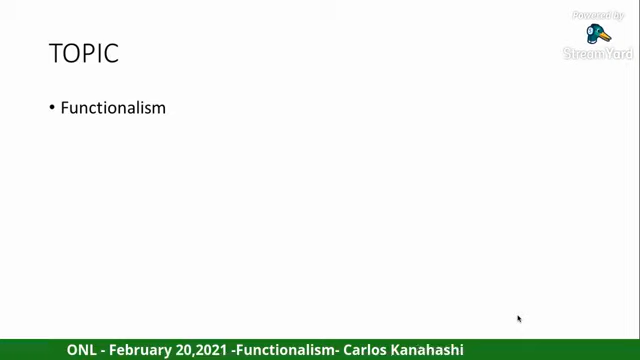 Powered by
StreamYard
TOPIC
• Functionalism
ONL - February 20,2021 -Functionalism- Carlos Kanahashi